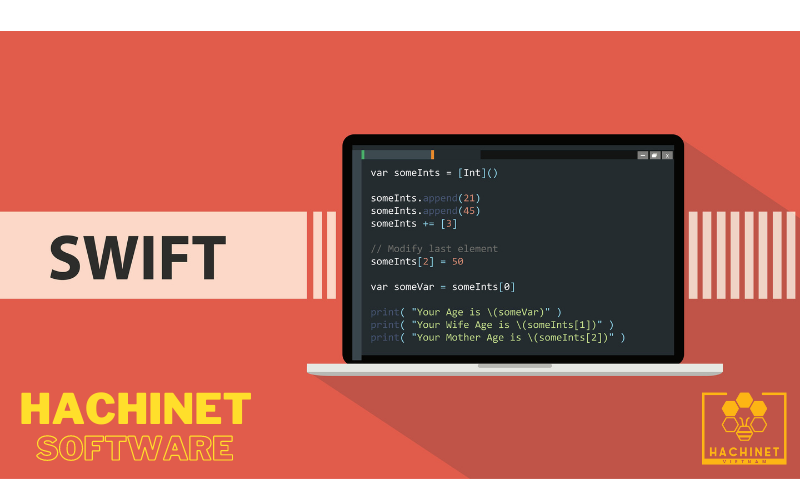 SWIFT
var someInts = [Int]()
someInts.append(21)
someInts.append(45)
someInts += [3]
// Modify last element
someInts[2] = 50
var someVar = someInts[0]
print( "Your Age is \(someVar)" )
print( "Your Wife Age is \(someInts[1])" )
print( "Your Mother Age is \(someInts[2])" )
HACHINET
SOFTWARE
HACHINET
VIETNAM